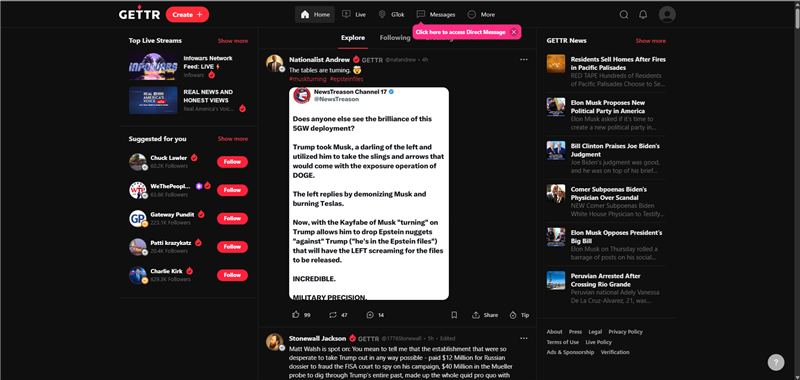 GETTR
Create +
Home
Live
GTok
Messages
More
Click here to access Direct Message
Top Live Streams
Show more
INFOWARS
Infowars Network
Feed: LIVE
infowars
REAL NEWS AND
HONEST VIEWS
Real America's Voice...
Suggested for you
Show more
Chuck Lawler
60.2K Followers
Follow
WeThePeopl...
Follow
Gateway Pundit
223.1K Followers
Follow
Patti krazykatz
20.4K Followers
Follow
Charlie Kirk
629.2K Followers
Follow
Explore
Following
Nationalist Andrew GETTR @natandrew · 4h
The tables are turning. 🤯
#muskturning #epsteinfiles
NewsTreason Channel 17
@NewsTreason
Does anyone else see the brilliance of this
5GW deployment?
Trump took Musk, a darling of the left and
utilized him to take the slings and arrows that
would come with the exposure operation of
DOGE.
The left replies by demonizing Musk and
burning Teslas.
Now, with the Kayfabe of Musk "turning" on
Trump allows him to drop Epstein nuggets
"against" Trump ("he's in the Epstein files")
that will have the LEFT screaming for the files
to be released.
INCREDIBLE.
MILITARY PRECISION.
99
47
14
Share
Tip
Stonewall Jackson GETTR @1776Stonewall · 5h · Edited
Matt Walsh is spot on: You mean to tell me that the establishment that were so
desperate to take Trump out in any way possible - paid $12 Million for Russian
dossier to fraud the FISA court to spy on his campaign, $40 Million in the Mueller
probe to dig through Trump's entire past, made up the whole quid pro quo with
GETTR News
Show more
Residents Sell Homes After Fires
in Pacific Palisades
RED TAPE Hundreds of Residents
of Pacific Palisades Choose to Se...
Elon Musk Proposes New
Political Party in America
Elon Musk asked if it's time to
create a new political party in...
Bill Clinton Praises Joe Biden's
Judgment
Joe Biden's judgment was good,
and he was on top of his brief...
Comer Subpoenas Biden's
Physician Over Scandal
NEW Comer Subpoenas Biden
White House Physician to Testify...
Elon Musk Opposes President's
Big Bill
Elon Musk on Thursday rolled a
barrage of posts on his social...
Peruvian Arrested After
Crossing Rio Grande
Peruvian national Adely Vanessa
De La Cruz-Alvarez, 21, was...
About Press Legal Privacy Policy
Terms of Use Live Policy
Ads & Sponsorship Verification
?